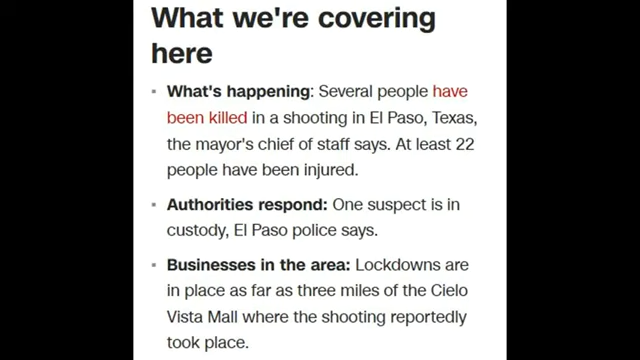 What we're covering
here
What's happening: Several people have
been killed in a shooting in El Paso, Texas,
the mayor's chief of staff says. At least 22
people have been injured.
Authorities respond: One suspect is in
custody, El Paso police says.
Businesses in the area: Lockdowns are
in place as far as three miles of the Cielo
Vista Mall where the shooting reportedly
took place.